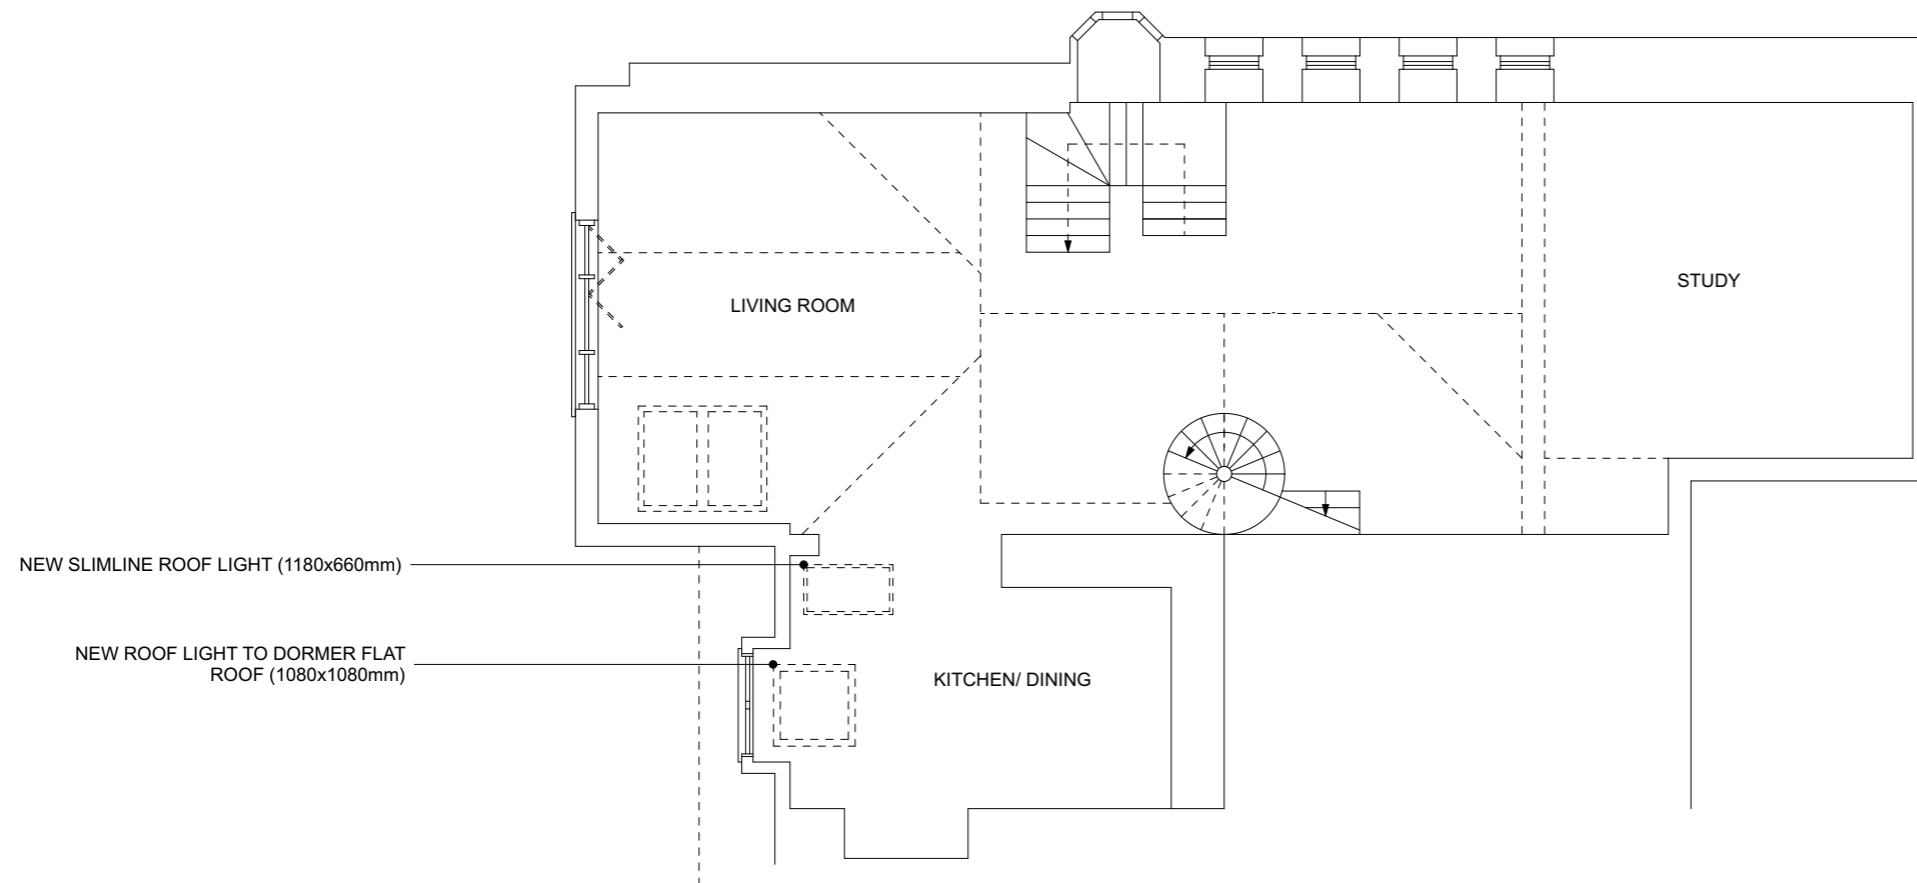 STUDY
LIVING ROOM
NEW SLIMLINE ROOF LIGHT (1180x660mm)
NEW ROOF LIGHT TO DORMER FLAT
ROOF (1080x1080mm)
KITCHEN/ DINING